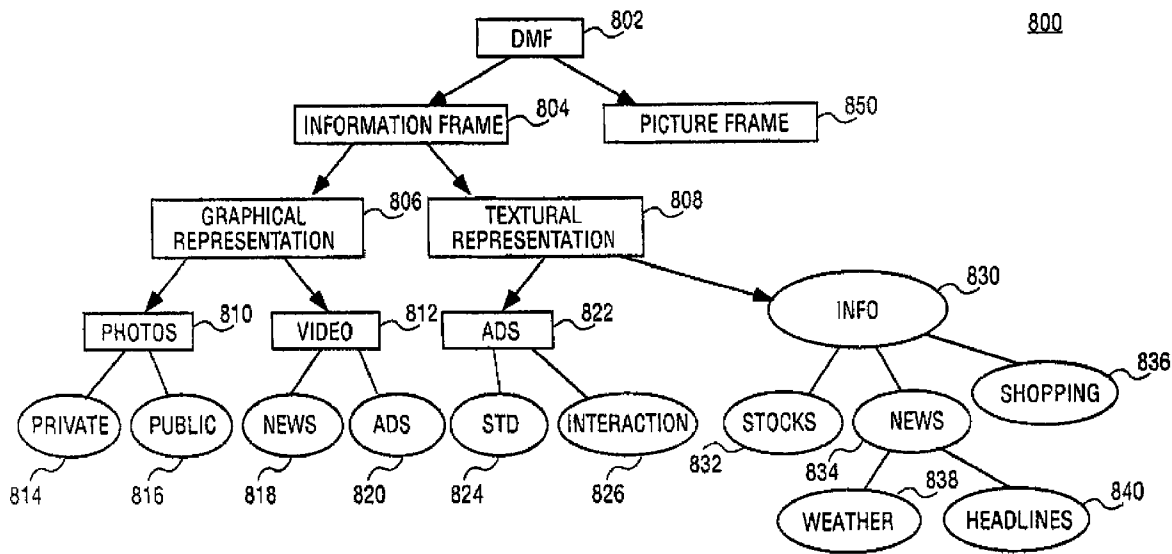 802
800
DMF
804
850
INFORMATION FRAME
PICTURE FRAME
806
808
GRAPHICAL
REPRESENTATION
TEXTURAL
REPRESENTATION
830
INFO
810
812
822
PHOTOS
VIDEO
ADS
836
SHOPPING
PRIVATE
PUBLIC
NEWS
ADS
STD
INTERACTION
STOCKS
NEWS
814
816
818
820
824
826
832
834
838
840
WEATHER
HEADLINES